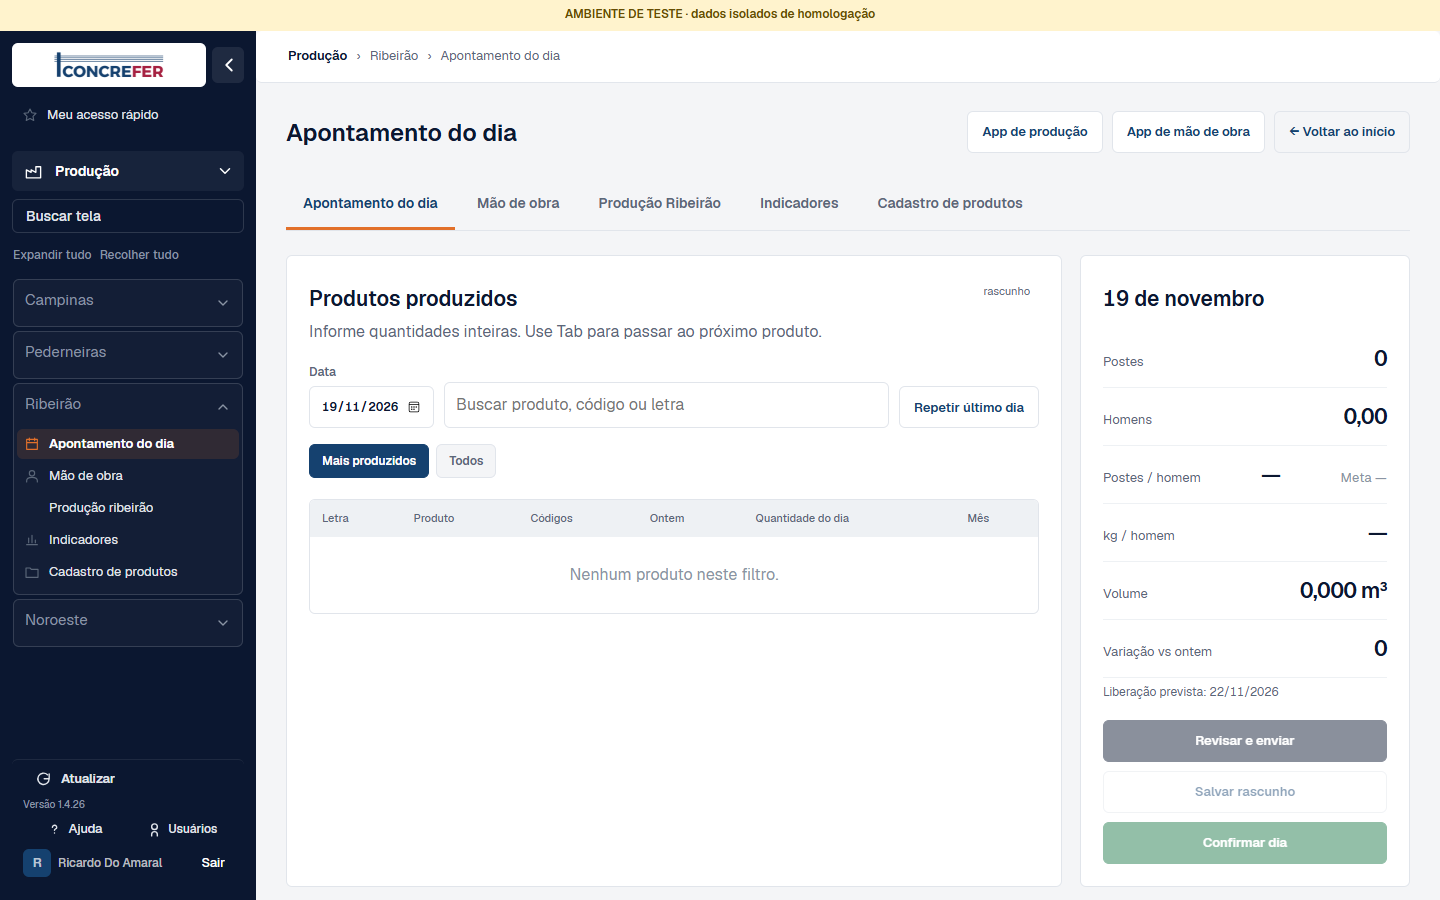 AMBIENTE DE TESTE · dados isolados de homologação
CONCREFER
Meu acesso rápido
Produção
Buscar tela
Expandir tudo Recolher tudo
Campinas
Pederneiras
Ribeirão
Apontamento do dia
Mão de obra
Produção ribeirão
Indicadores
Cadastro de produtos
Noroeste
Atualizar
Versão 1.4.26
? Ajuda Usuários
R Ricardo Do Amaral Sair
Produção › Ribeirão › Apontamento do dia
Apontamento do dia
App de produção App de mão de obra ← Voltar ao início
Apontamento do dia Mão de obra Produção Ribeirão Indicadores Cadastro de produtos
Produtos produzidos rascunho
Informe quantidades inteiras. Use Tab para passar ao próximo produto.
Data
19/11/2026 Buscar produto, código ou letra Repetir último dia
Mais produzidos Todos
Letra Produto Códigos Ontem Quantidade do dia Mês
Nenhum produto neste filtro.
19 de novembro
Postes 0
Homens 0,00
Postes / homem — Meta —
kg / homem —
Volume 0,000 m³
Variação vs ontem 0
Liberação prevista: 22/11/2026
Revisar e enviar
Salvar rascunho
Confirmar dia